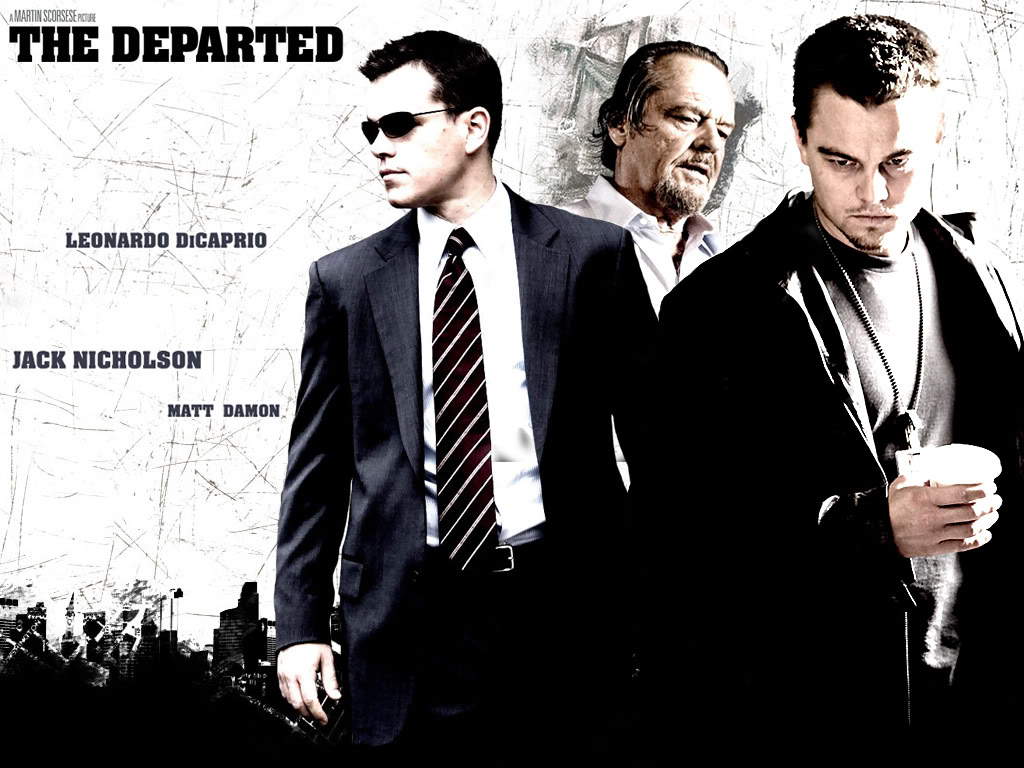 A MARTIN SCORSESE PICTURE
THE DEPARTED
LEONARDO DiCAPRIO
JACK NICHOLSON
MATT DAMON